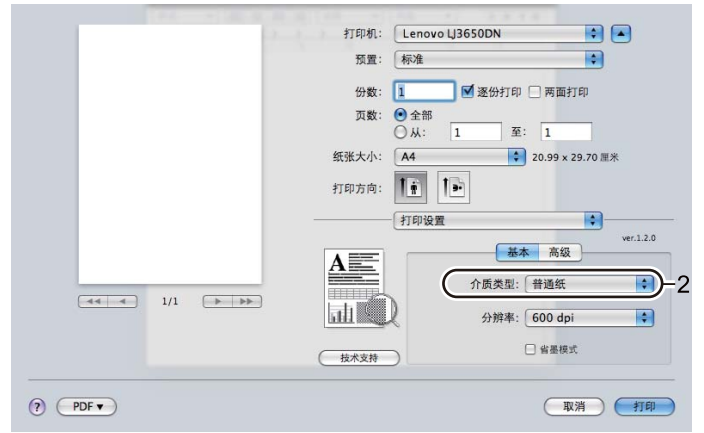 打印机: Lenovo LJ3650DN
预置: 标准
份数: 1 逐份打印 两面打印
页数: 全部
从: 1 至: 1
纸张大小: A4 20.99 x 29.70 厘米
打印方向:
打印设置
ver.1.2.0
基本 高级
介质类型: 普通纸 2
1/1
分辨率: 600 dpi
省墨模式
技术支持
? PDF▼ 取消 打印